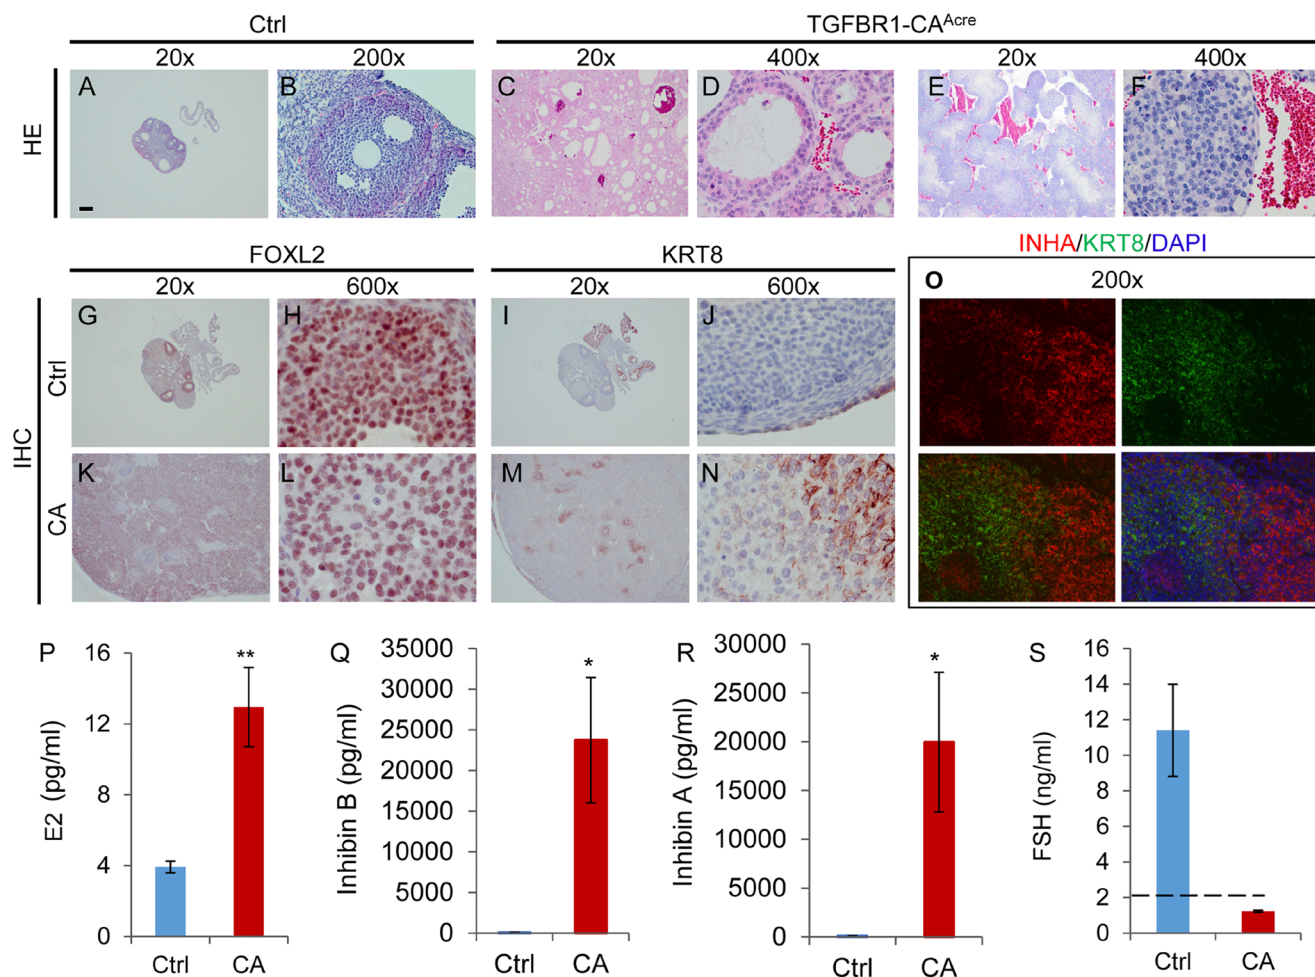 Ctrl TGFBR1-CA^Acre
20x 200x 20x 400x 20x 400x
HE A B C D E F
FOXL2 KRT8 INHA/KRT8/DAPI
20x 600x 20x 600x O 200x
IHC Ctrl G H I J
CA K L M N
P
E2 (pg/ml)
16
12
8
4
0
**
Ctrl CA
Q
Inhibin B (pg/ml)
35000
30000
25000
20000
15000
10000
5000
0
*
Ctrl CA
R
Inhibin A (pg/ml)
30000
25000
20000
15000
10000
5000
0
*
Ctrl CA
S
FSH (ng/ml)
16
14
12
10
8
6
4
2
0
Ctrl CA